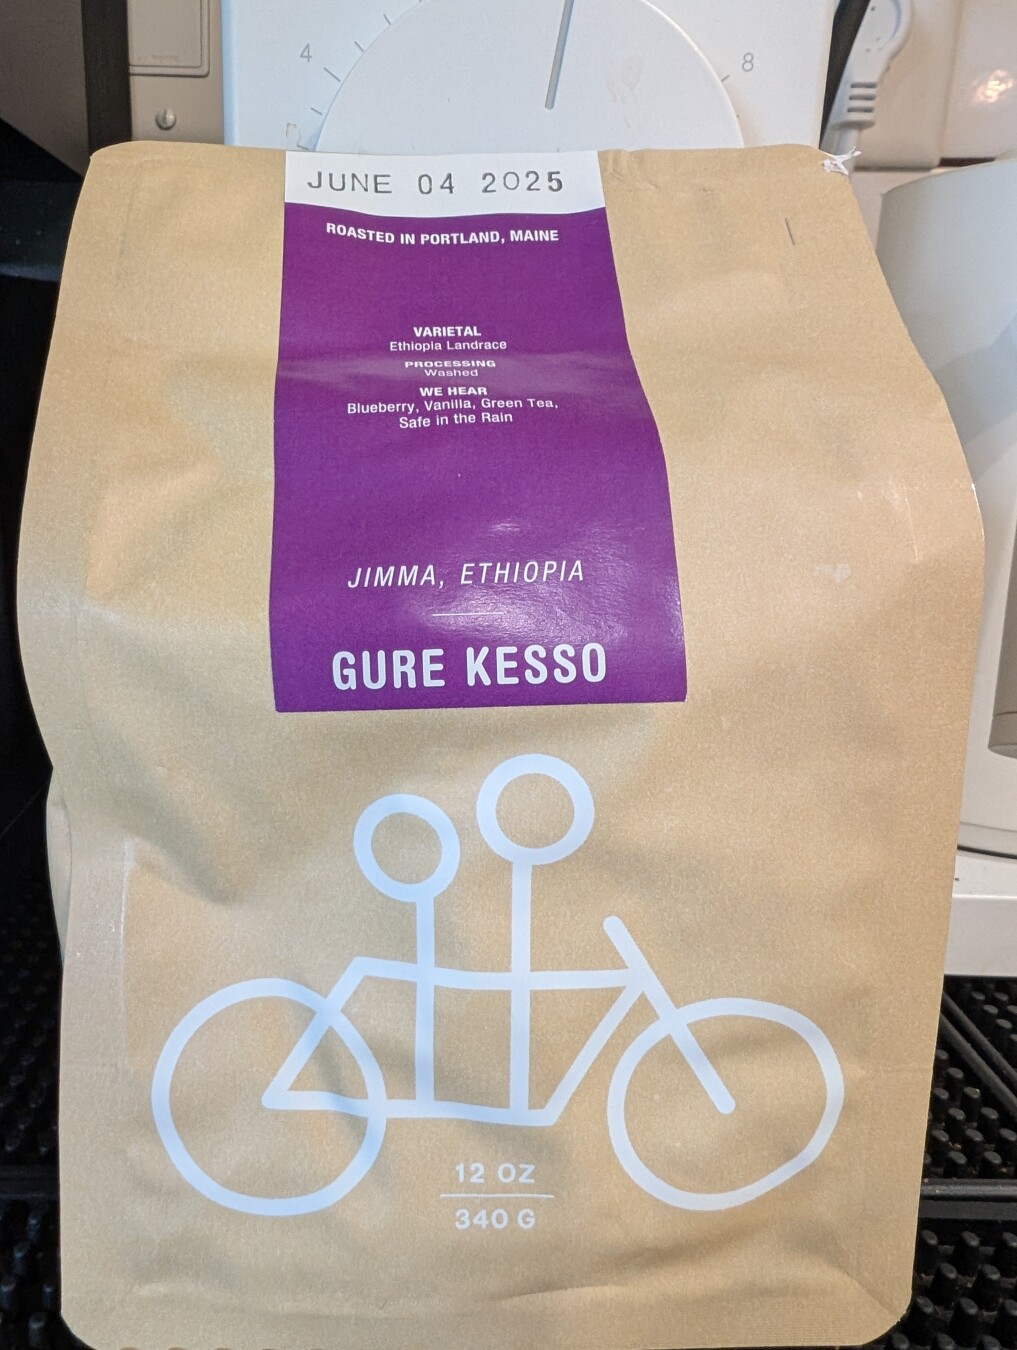 4
8
JUNE 04 2025
ROASTED IN PORTLAND, MAINE
VARIETAL
Ethiopia Landrace
PROCESSING
Washed
WE HEAR
Blueberry, Vanilla, Green Tea,
Safe in the Rain
JIMMA, ETHIOPIA
GURE KESSO
12 OZ
340 G